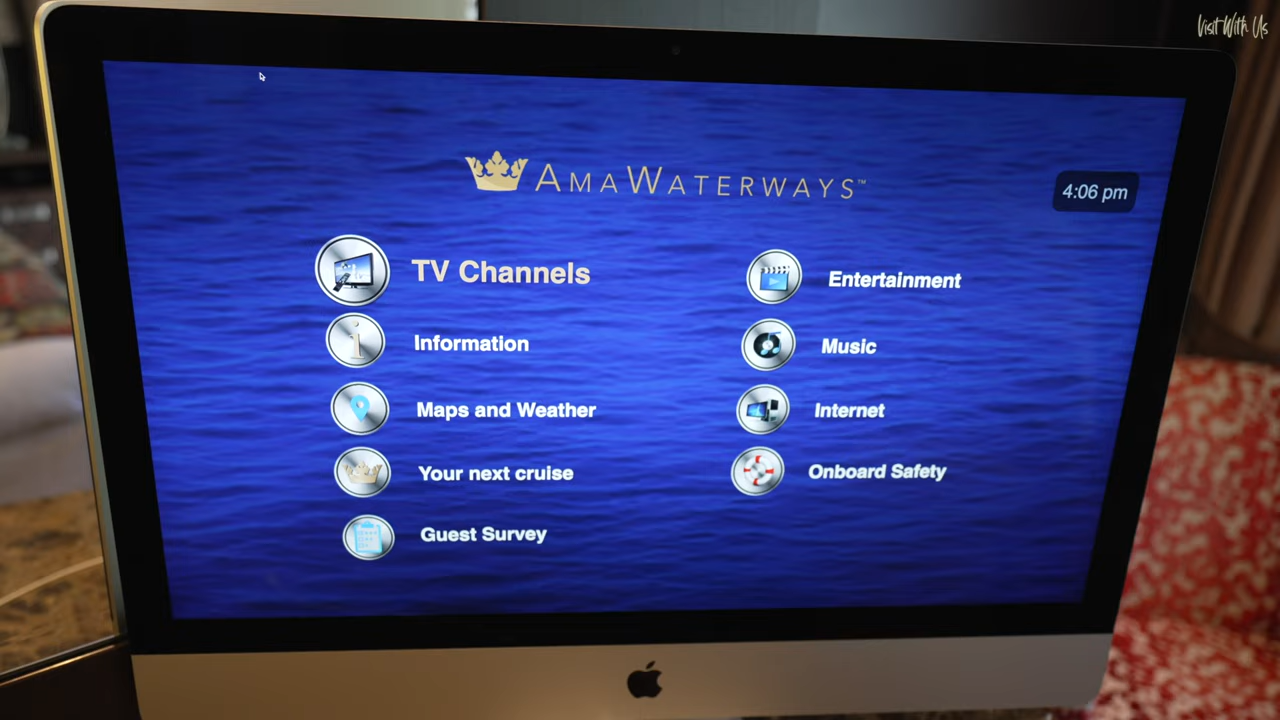 Visit With Us
AMAWATERWAYS™
4:06 pm
TV Channels
Information
Maps and Weather
Your next cruise
Guest Survey
Entertainment
Music
Internet
Onboard Safety